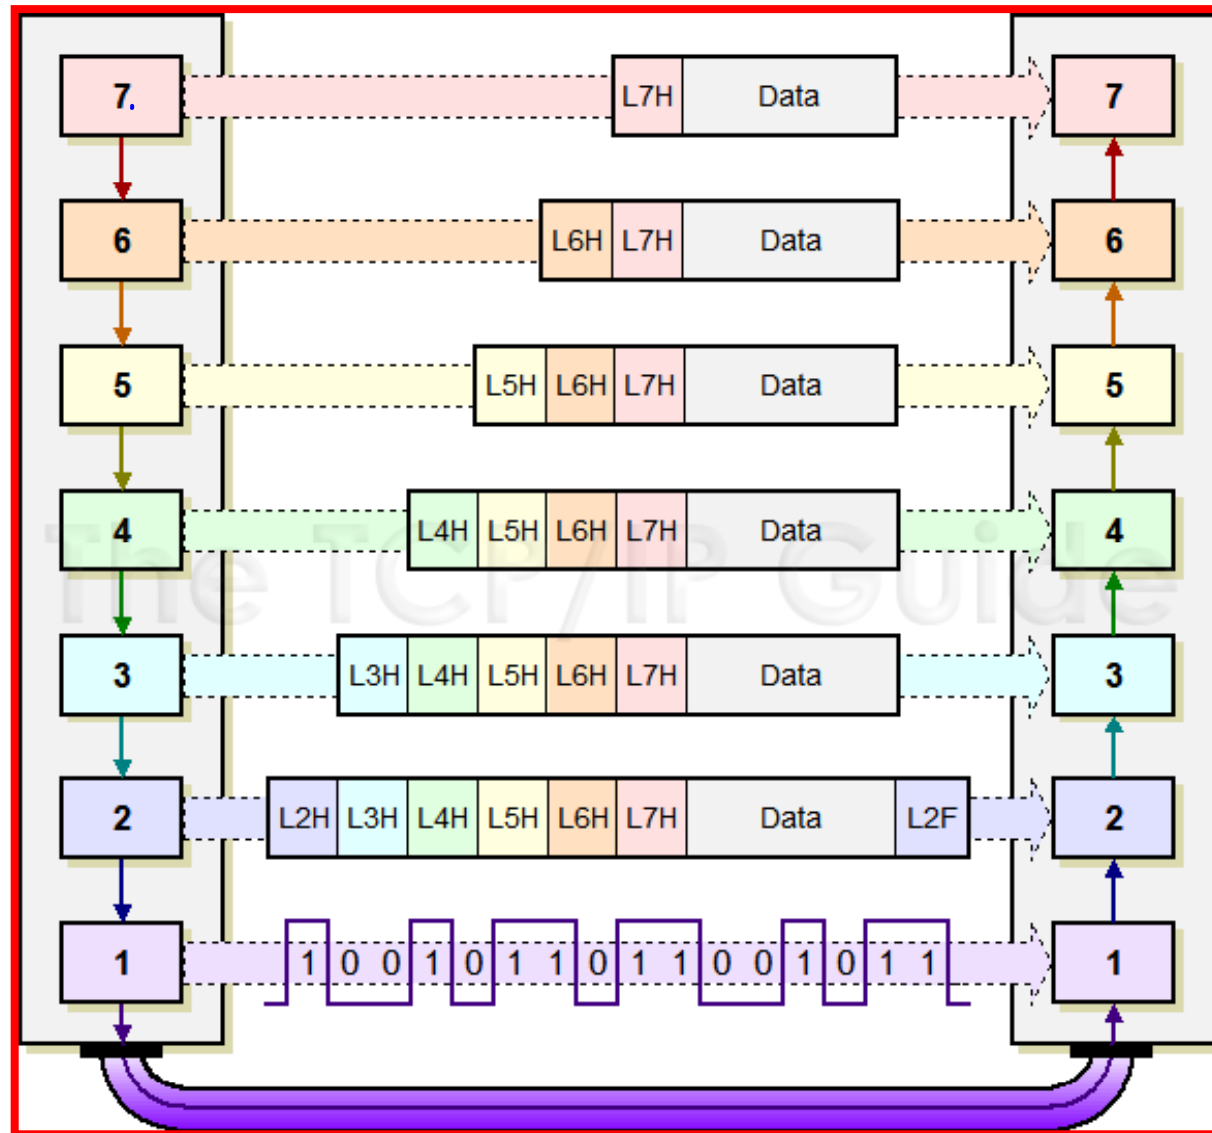 7 L7H Data 7
6 L6H L7H Data 6
5 L5H L6H L7H Data 5
4 L4H L5H L6H L7H Data 4
The TCP/IP Guide
3 L3H L4H L5H L6H L7H Data 3
2 L2H L3H L4H L5H L6H L7H Data L2F 2
1 1 0 0 1 0 1 1 0 1 1 0 0 1 0 1 1 1